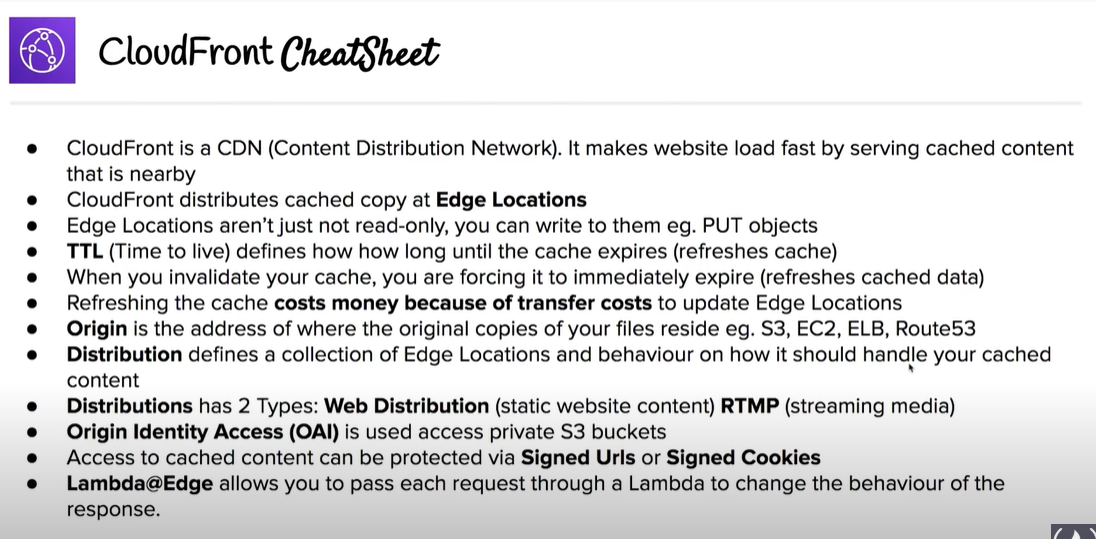 CloudFront CheatSheet
● CloudFront is a CDN (Content Distribution Network). It makes website load fast by serving cached content
that is nearby
● CloudFront distributes cached copy at Edge Locations
● Edge Locations aren't just not read-only, you can write to them eg. PUT objects
● TTL (Time to live) defines how how long until the cache expires (refreshes cache)
● When you invalidate your cache, you are forcing it to immediately expire (refreshes cached data)
● Refreshing the cache costs money because of transfer costs to update Edge Locations
● Origin is the address of where the original copies of your files reside eg. S3, EC2, ELB, Route53
● Distribution defines a collection of Edge Locations and behaviour on how it should handle your cached
content
● Distributions has 2 Types: Web Distribution (static website content) RTMP (streaming media)
● Origin Identity Access (OAI) is used access private S3 buckets
● Access to cached content can be protected via Signed Urls or Signed Cookies
● Lambda@Edge allows you to pass each request through a Lambda to change the behaviour of the
response.